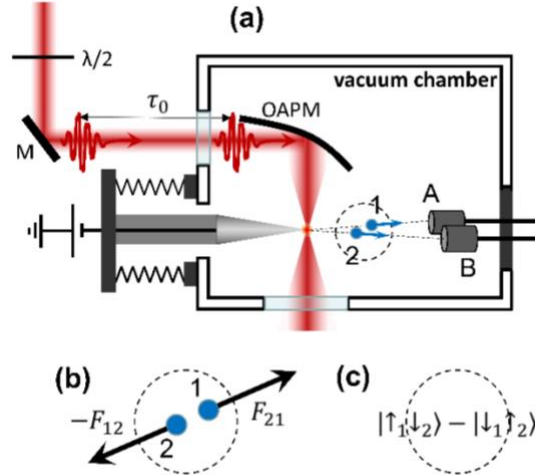 (a)
λ/2
vacuum chamber
τ₀
OAPM
M
1
A
2
B
(b)
(c)
1
F₂₁
−F₁₂
2
|↑₁↓₂⟩ − |↓₁↑₂⟩